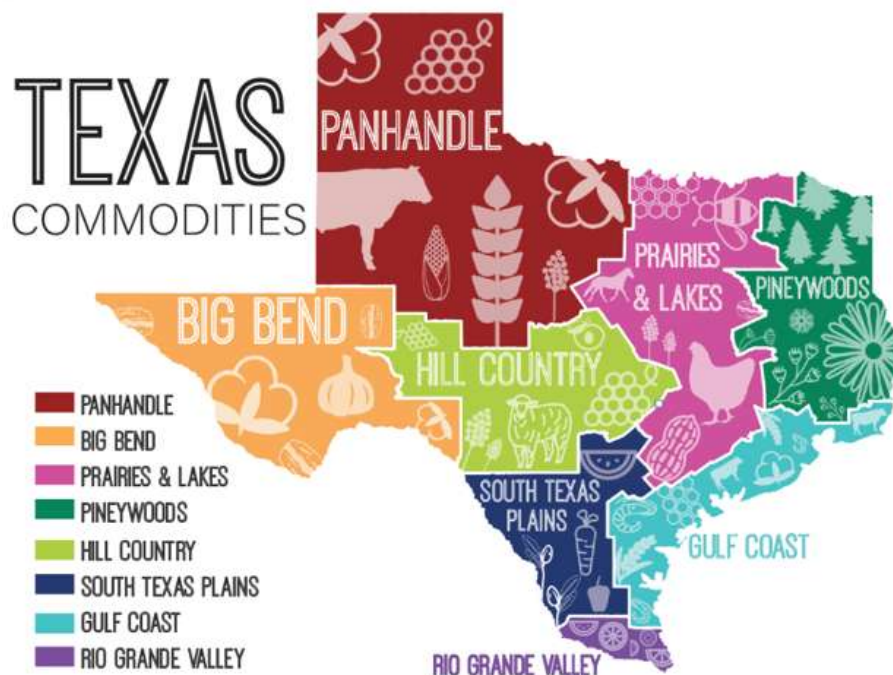 TEXAS
COMMODITIES
PANHANDLE
PRAIRIES
& LAKES
PINEYWOODS
BIG BEND
HILL COUNTRY
SOUTH TEXAS
PLAINS
GULF COAST
RIO GRANDE VALLEY
PANHANDLE
BIG BEND
PRAIRIES & LAKES
PINEYWOODS
HILL COUNTRY
SOUTH TEXAS PLAINS
GULF COAST
RIO GRANDE VALLEY